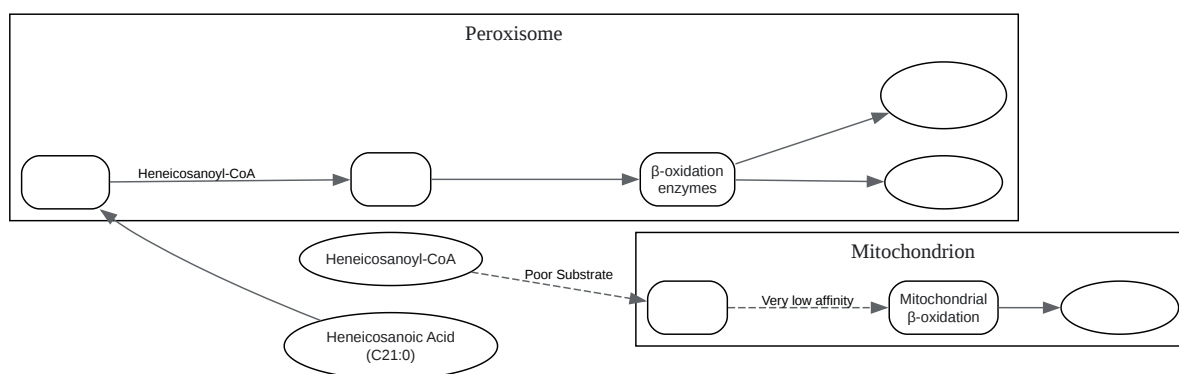 Peroxisome
Heneicosanoyl-CoA
β-oxidation
enzymes
Heneicosanoyl-CoA
Poor Substrate
Heneicosanoic Acid
(C21:0)
Mitochondrion
Very low affinity
Mitochondrial
β-oxidation